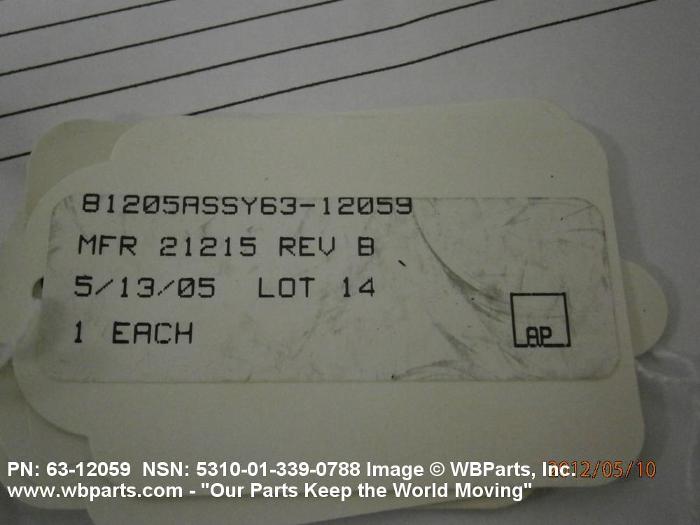 81205ASSY63-12059
MFR 21215 REV B
5/13/05 LOT 14
1 EACH
AP
PN: 63-12059 NSN: 5310-01-339-0788 Image © WBParts, Inc.
2012/05/10
www.wbparts.com - "Our Parts Keep the World Moving"